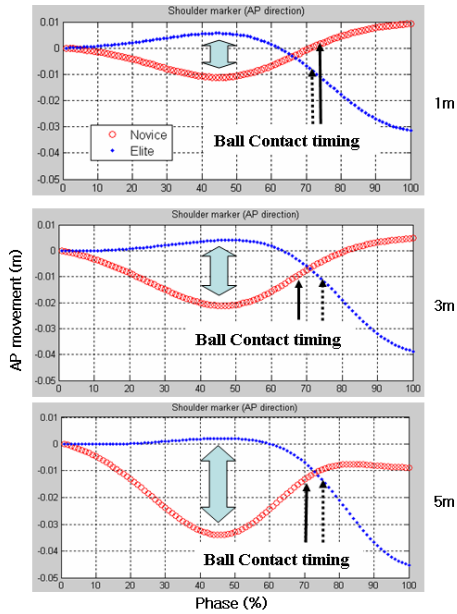 Shoulder marker (AP direction)
0.01
0
-0.01
-0.02
-0.03
-0.04
-0.05
Novice
Elite
Ball Contact timing
0 10 20 30 40 50 60 70 80 90 100
1m
Shoulder marker (AP direction)
0.01
0
-0.01
-0.02
-0.03
-0.04
-0.05
Ball Contact timing
0 10 20 30 40 50 60 70 80 90 100
3m
AP movement (m)
Shoulder marker (AP direction)
0.01
0
-0.01
-0.02
-0.03
-0.04
-0.05
Ball Contact timing
0 10 20 30 40 50 60 70 80 90 100
5m
Phase (%)